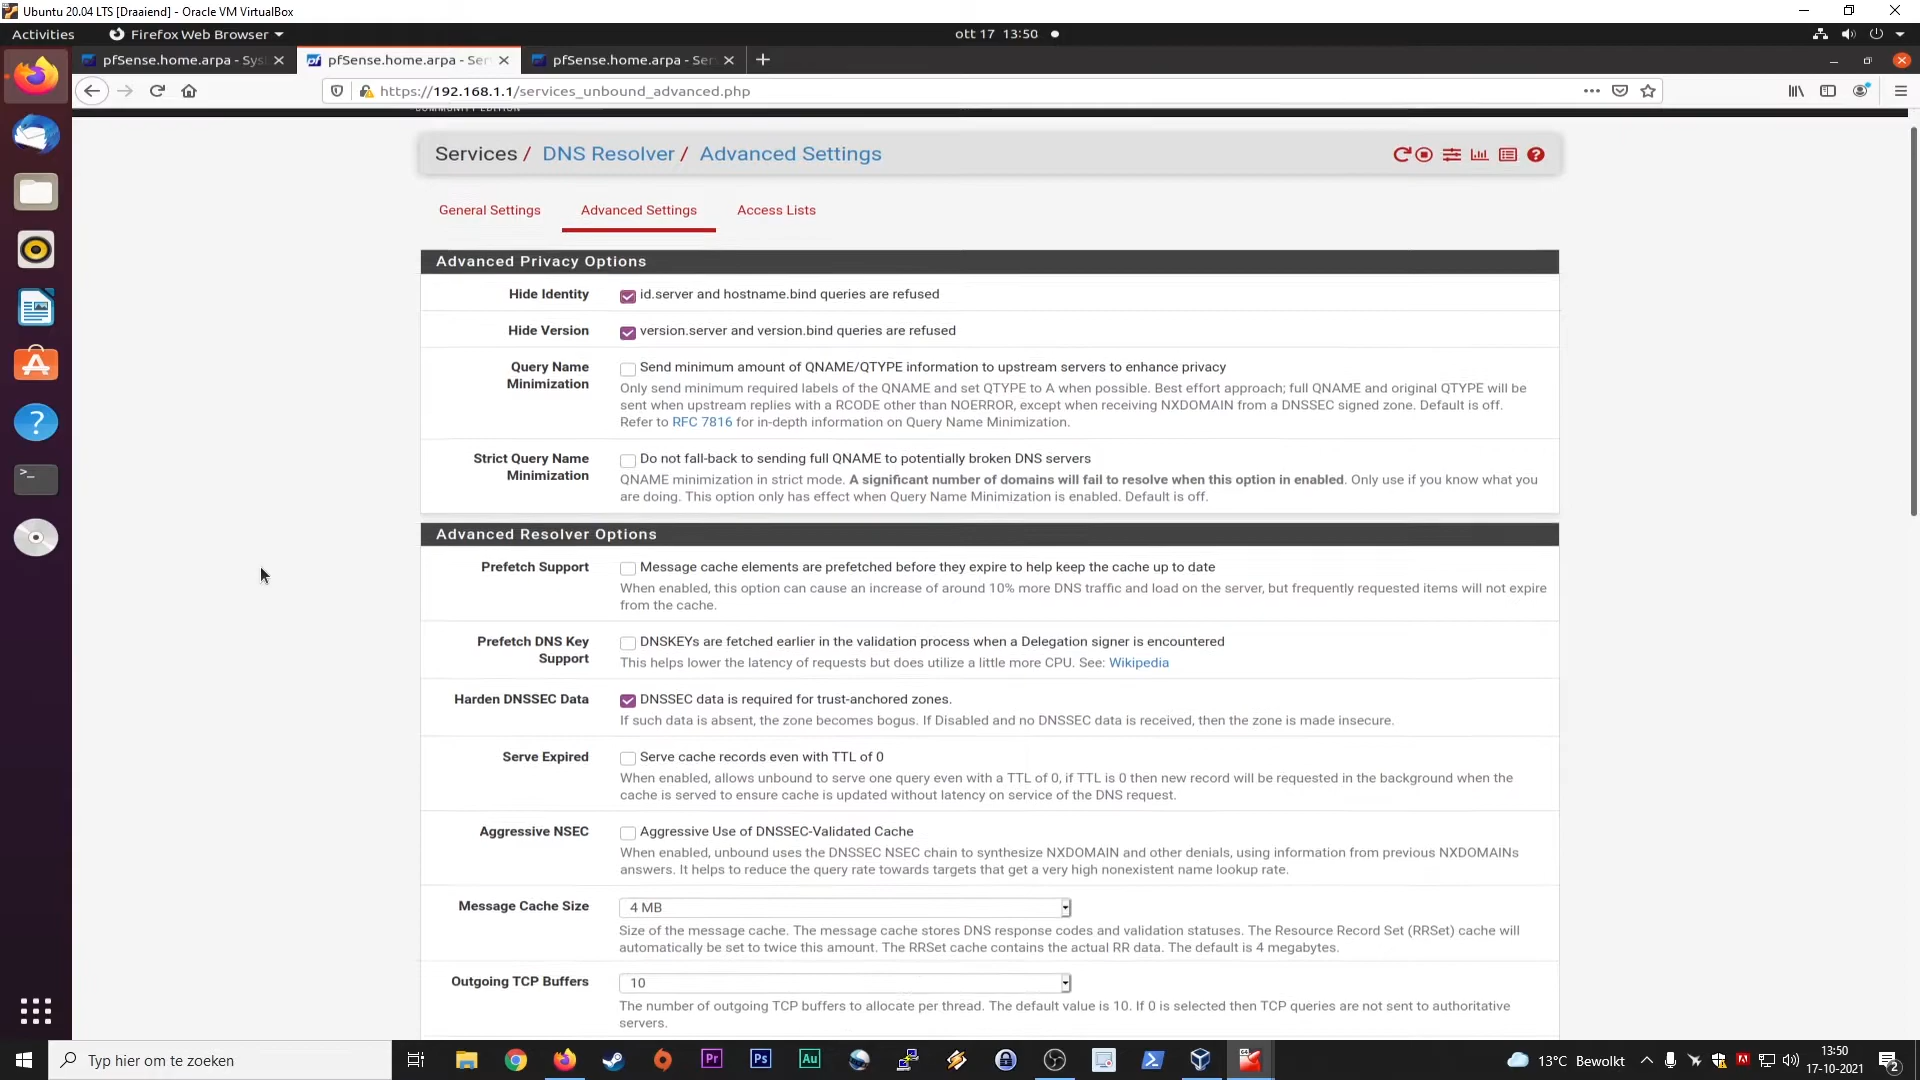 Ubuntu 20.04 LTS [Draaiend] - Oracle VM VirtualBox
Activities Firefox Web Browser ott 17 13:50
pfSense.home.arpa - Sys pfSense.home.arpa - Ser pfSense.home.arpa - Ser
https://192.168.1.1/services_unbound_advanced.php
Services / DNS Resolver / Advanced Settings
General Settings Advanced Settings Access Lists
Advanced Privacy Options
Hide Identity id.server and hostname.bind queries are refused
Hide Version version.server and version.bind queries are refused
Query Name Minimization Send minimum amount of QNAME/QTYPE information to upstream servers to enhance privacy
Only send minimum required labels of the QNAME and set QTYPE to A when possible. Best effort approach; full QNAME and original QTYPE will be
sent when upstream replies with a RCODE other than NOERROR, except when receiving NXDOMAIN from a DNSSEC signed zone. Default is off.
Refer to RFC 7816 for in-depth information on Query Name Minimization.
Strict Query Name Minimization Do not fall-back to sending full QNAME to potentially broken DNS servers
QNAME minimization in strict mode. A significant number of domains will fail to resolve when this option in enabled. Only use if you know what you
are doing. This option only has effect when Query Name Minimization is enabled. Default is off.
Advanced Resolver Options
Prefetch Support Message cache elements are prefetched before they expire to help keep the cache up to date
When enabled, this option can cause an increase of around 10% more DNS traffic and load on the server, but frequently requested items will not expire
from the cache.
Prefetch DNS Key Support DNSKEYs are fetched earlier in the validation process when a Delegation signer is encountered
This helps lower the latency of requests but does utilize a little more CPU. See: Wikipedia
Harden DNSSEC Data DNSSEC data is required for trust-anchored zones.
If such data is absent, the zone becomes bogus. If Disabled and no DNSSEC data is received, then the zone is made insecure.
Serve Expired Serve cache records even with TTL of 0
When enabled, allows unbound to serve one query even with a TTL of 0, if TTL is 0 then new record will be requested in the background when the
cache is served to ensure cache is updated without latency on service of the DNS request.
Aggressive NSEC Aggressive Use of DNSSEC-Validated Cache
When enabled, unbound uses the DNSSEC NSEC chain to synthesize NXDOMAIN and other denials, using information from previous NXDOMAINs
answers. It helps to reduce the query rate towards targets that get a very high nonexistent name lookup rate.
Message Cache Size 4 MB
Size of the message cache. The message cache stores DNS response codes and validation statuses. The Resource Record Set (RRSet) cache will
automatically be set to twice this amount. The RRSet cache contains the actual RR data. The default is 4 megabytes.
Outgoing TCP Buffers 10
The number of outgoing TCP buffers to allocate per thread. The default value is 10. If 0 is selected then TCP queries are not sent to authoritative
servers.
Typ hier om te zoeken Pr Ps Au 13°C Bewolkt 13:50
17-10-2021 2